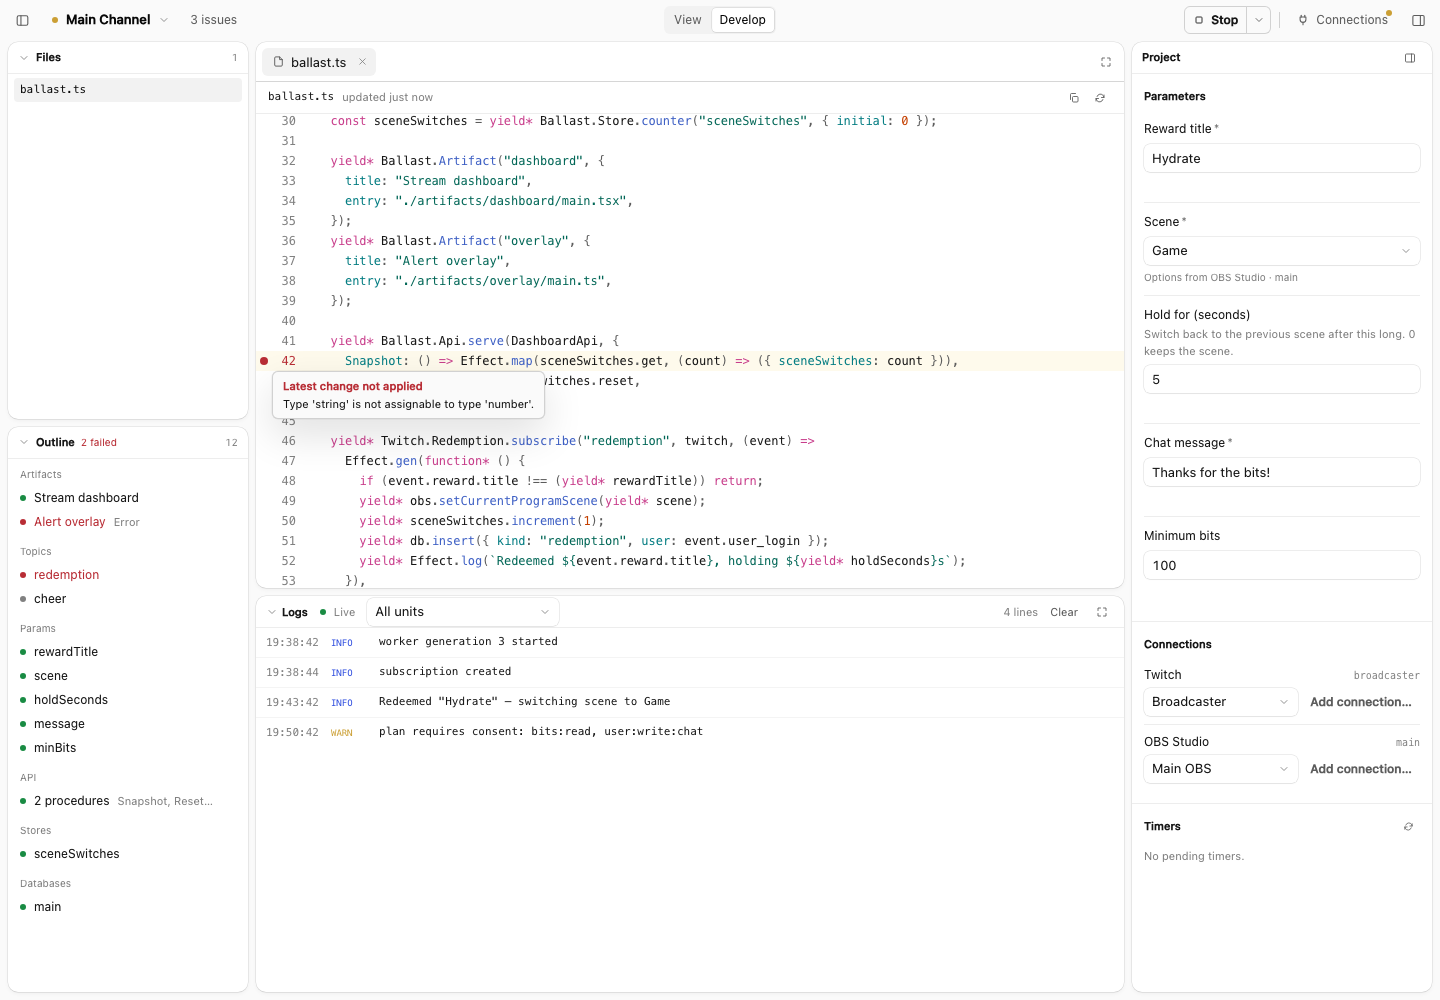 Main Channel
3 issues
View
Develop
Stop
Connections
Files
1
ballast.ts
Outline 2 failed
12
Artifacts
Stream dashboard
Alert overlay Error
Topics
redemption
cheer
Params
rewardTitle
scene
holdSeconds
message
minBits
API
2 procedures Snapshot, Reset...
Stores
sceneSwitches
Databases
main
ballast.ts
ballast.ts updated just now
30 const sceneSwitches = yield* Ballast.Store.counter("sceneSwitches", { initial: 0 });
31
32 yield* Ballast.Artifact("dashboard", {
33 title: "Stream dashboard",
34 entry: "./artifacts/dashboard/main.tsx",
35 });
36 yield* Ballast.Artifact("overlay", {
37 title: "Alert overlay",
38 entry: "./artifacts/overlay/main.ts",
39 });
40
41 yield* Ballast.Api.serve(DashboardApi, {
42 Snapshot: () => Effect.map(sceneSwitches.get, (count) => ({ sceneSwitches: count })),
witches.reset,
Latest change not applied
Type 'string' is not assignable to type 'number'.
45
46 yield* Twitch.Redemption.subscribe("redemption", twitch, (event) =>
47 Effect.gen(function* () {
48 if (event.reward.title !== (yield* rewardTitle)) return;
49 yield* obs.setCurrentProgramScene(yield* scene);
50 yield* sceneSwitches.increment(1);
51 yield* db.insert({ kind: "redemption", user: event.user_login });
52 yield* Effect.log(`Redeemed ${event.reward.title}, holding ${yield* holdSeconds}s`);
53 }),
Logs
Live
All units
4 lines
Clear
19:38:42 INFO worker generation 3 started
19:38:44 INFO subscription created
19:43:42 INFO Redeemed "Hydrate" — switching scene to Game
19:50:42 WARN plan requires consent: bits:read, user:write:chat
Project
Parameters
Reward title *
Hydrate
Scene *
Game
Options from OBS Studio · main
Hold for (seconds)
Switch back to the previous scene after this long. 0
keeps the scene.
5
Chat message *
Thanks for the bits!
Minimum bits
100
Connections
Twitch broadcaster
Broadcaster
Add connection...
OBS Studio main
Main OBS
Add connection...
Timers
No pending timers.